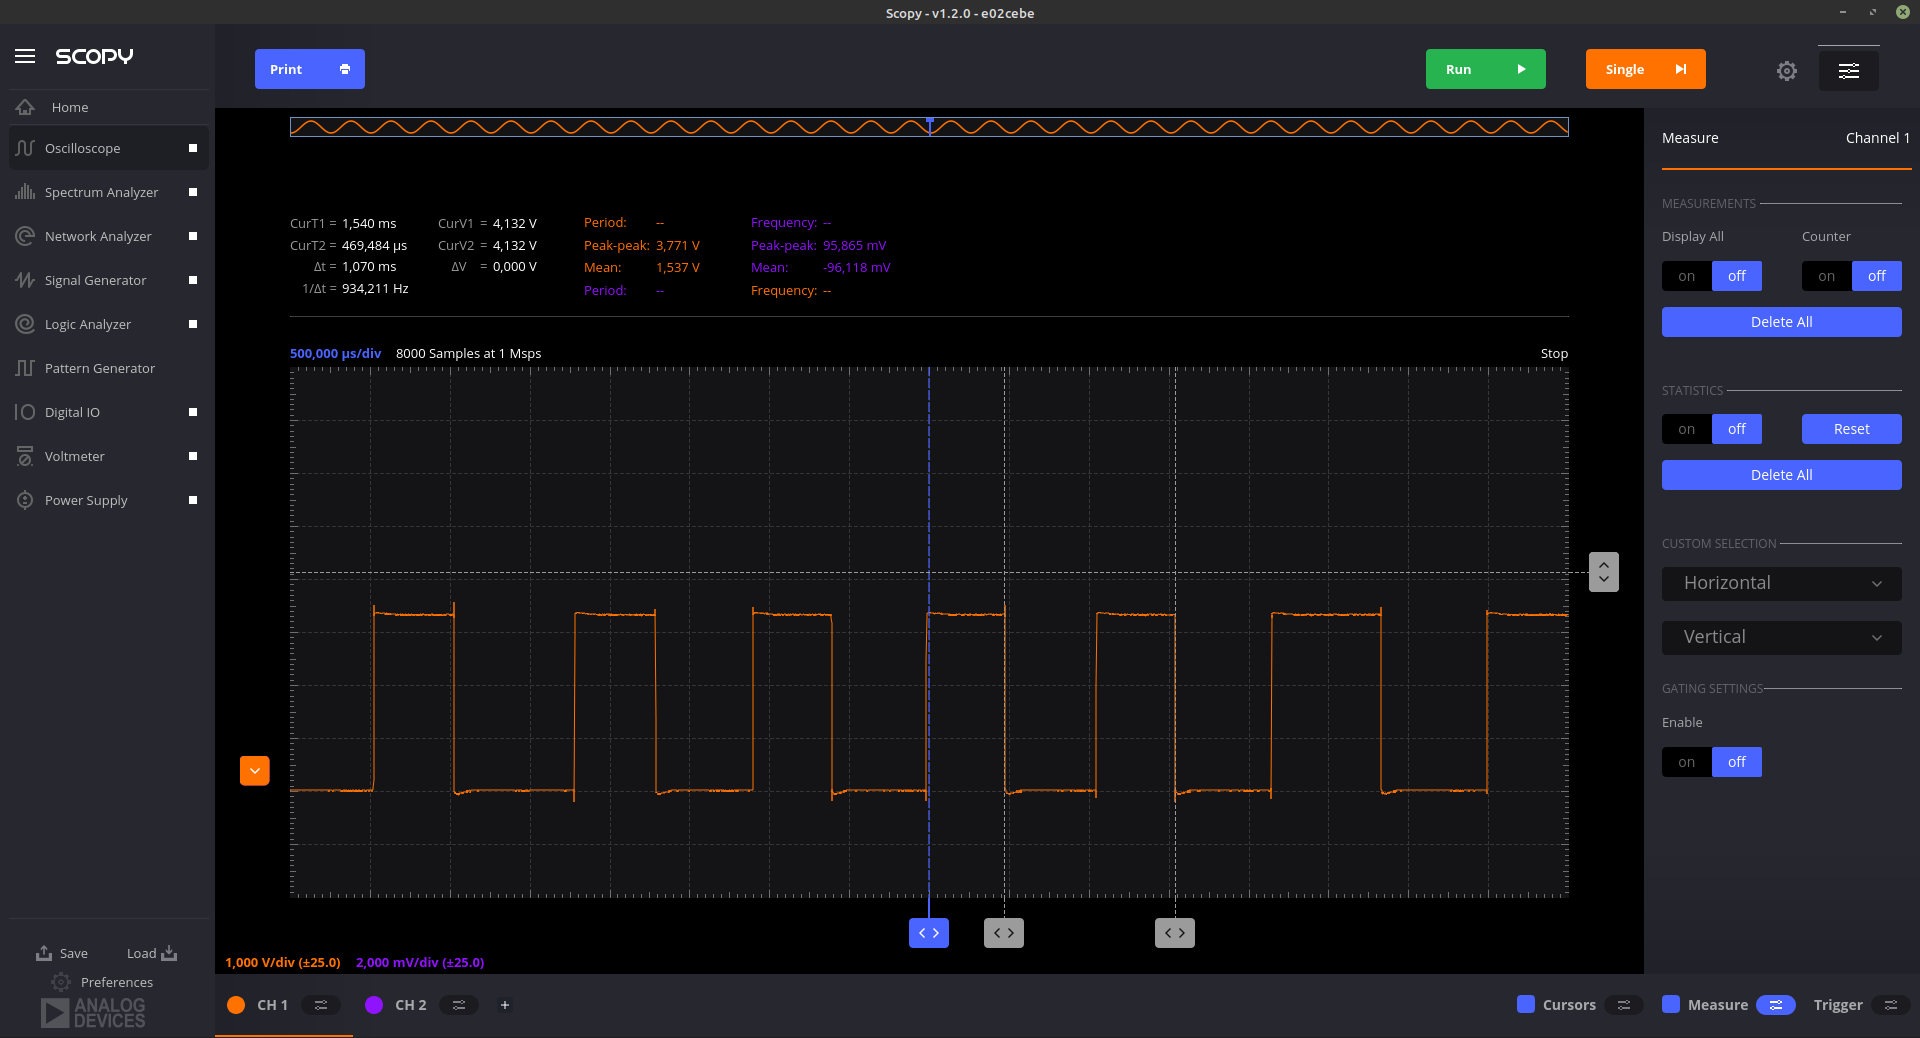 Scopy - v1.2.0 - e02cebe
SCOPY
Print
Run
Single
Home
Oscilloscope
Spectrum Analyzer
Network Analyzer
Signal Generator
Logic Analyzer
Pattern Generator
Digital IO
Voltmeter
Power Supply
Save Load
Preferences
ANALOG
DEVICES
CurT1 = 1,540 ms CurV1 = 4,132 V Period: -- Frequency: --
CurT2 = 469,484 µs CurV2 = 4,132 V Peak-peak: 3,771 V Peak-peak: 95,865 mV
Δt = 1,070 ms ΔV = 0,000 V Mean: 1,537 V Mean: -96,118 mV
1/Δt = 934,211 Hz Period: -- Frequency: --
500,000 µs/div 8000 Samples at 1 Msps Stop
1,000 V/div (±25.0) 2,000 mV/div (±25.0)
CH 1 CH 2 +
Cursors Measure Trigger
Measure Channel 1
MEASUREMENTS
Display All Counter
on off on off
Delete All
STATISTICS
on off Reset
Delete All
CUSTOM SELECTION
Horizontal
Vertical
GATING SETTINGS
Enable
on off